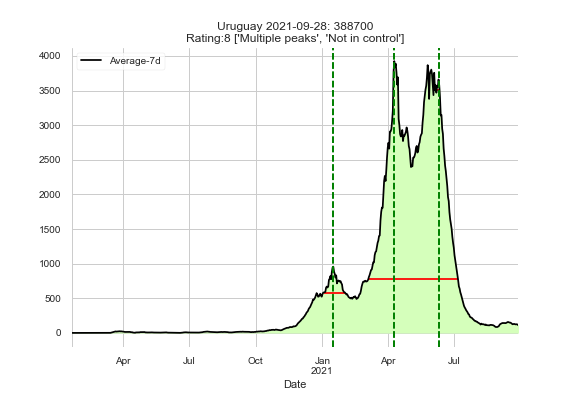 Uruguay 2021-09-28: 388700
Rating:8 ['Multiple peaks', 'Not in control']
Average-7d
4000
3500
3000
2500
2000
1500
1000
500
0
Apr
Jul
Oct
Jan
2021
Apr
Jul
Date